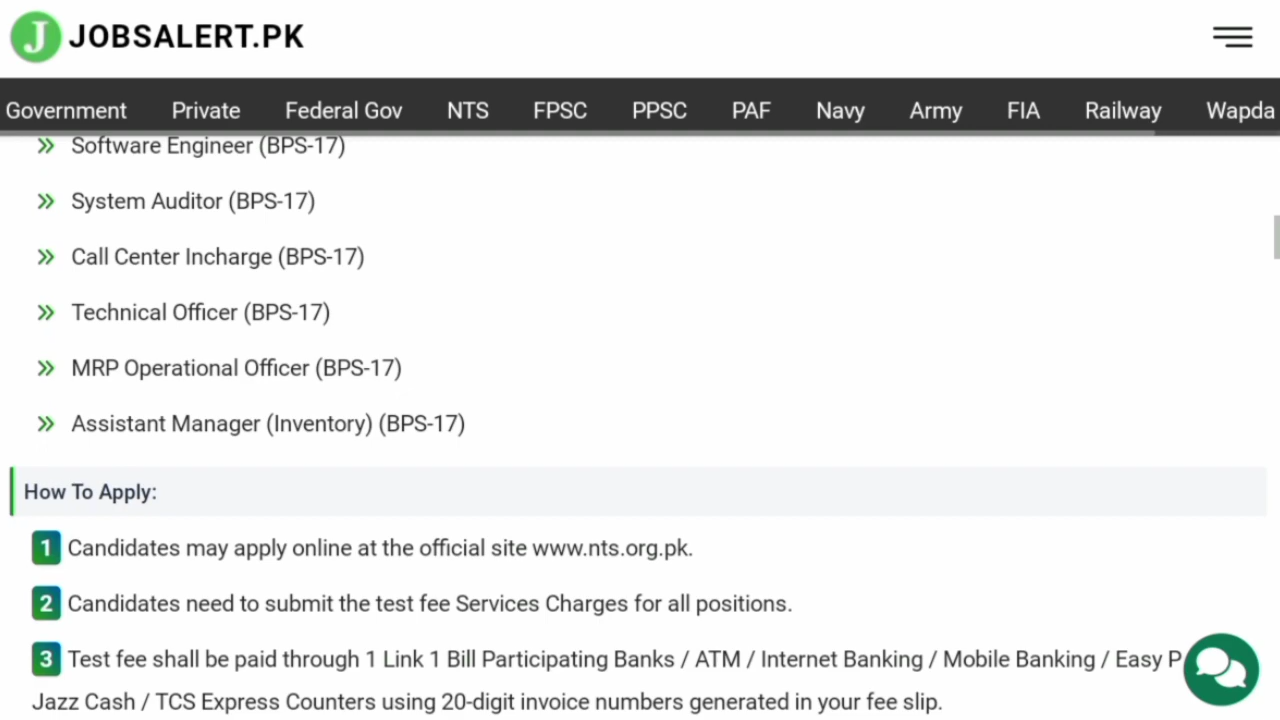 JOBSALERT.PK
Government Private Federal Gov NTS FPSC PPSC PAF Navy Army FIA Railway Wapda
Software Engineer (BPS-17)
System Auditor (BPS-17)
Call Center Incharge (BPS-17)
Technical Officer (BPS-17)
MRP Operational Officer (BPS-17)
Assistant Manager (Inventory) (BPS-17)
How To Apply:
1 Candidates may apply online at the official site www.nts.org.pk.
2 Candidates need to submit the test fee Services Charges for all positions.
3 Test fee shall be paid through 1 Link 1 Bill Participating Banks / ATM / Internet Banking / Mobile Banking / Easy P
Jazz Cash / TCS Express Counters using 20-digit invoice numbers generated in your fee slip.